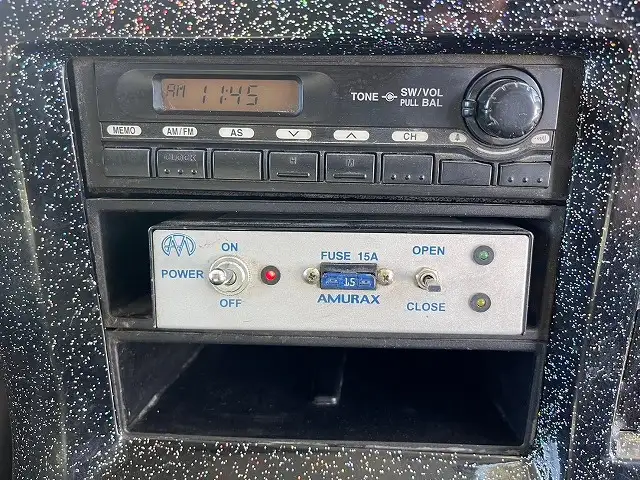 AM 11:45
TONE SW/VOL
PULL BAL
MEMO AM/FM AS CH
CLOCK H M
ON
POWER
OFF
FUSE 15A
15
AMURAX
OPEN
CLOSE